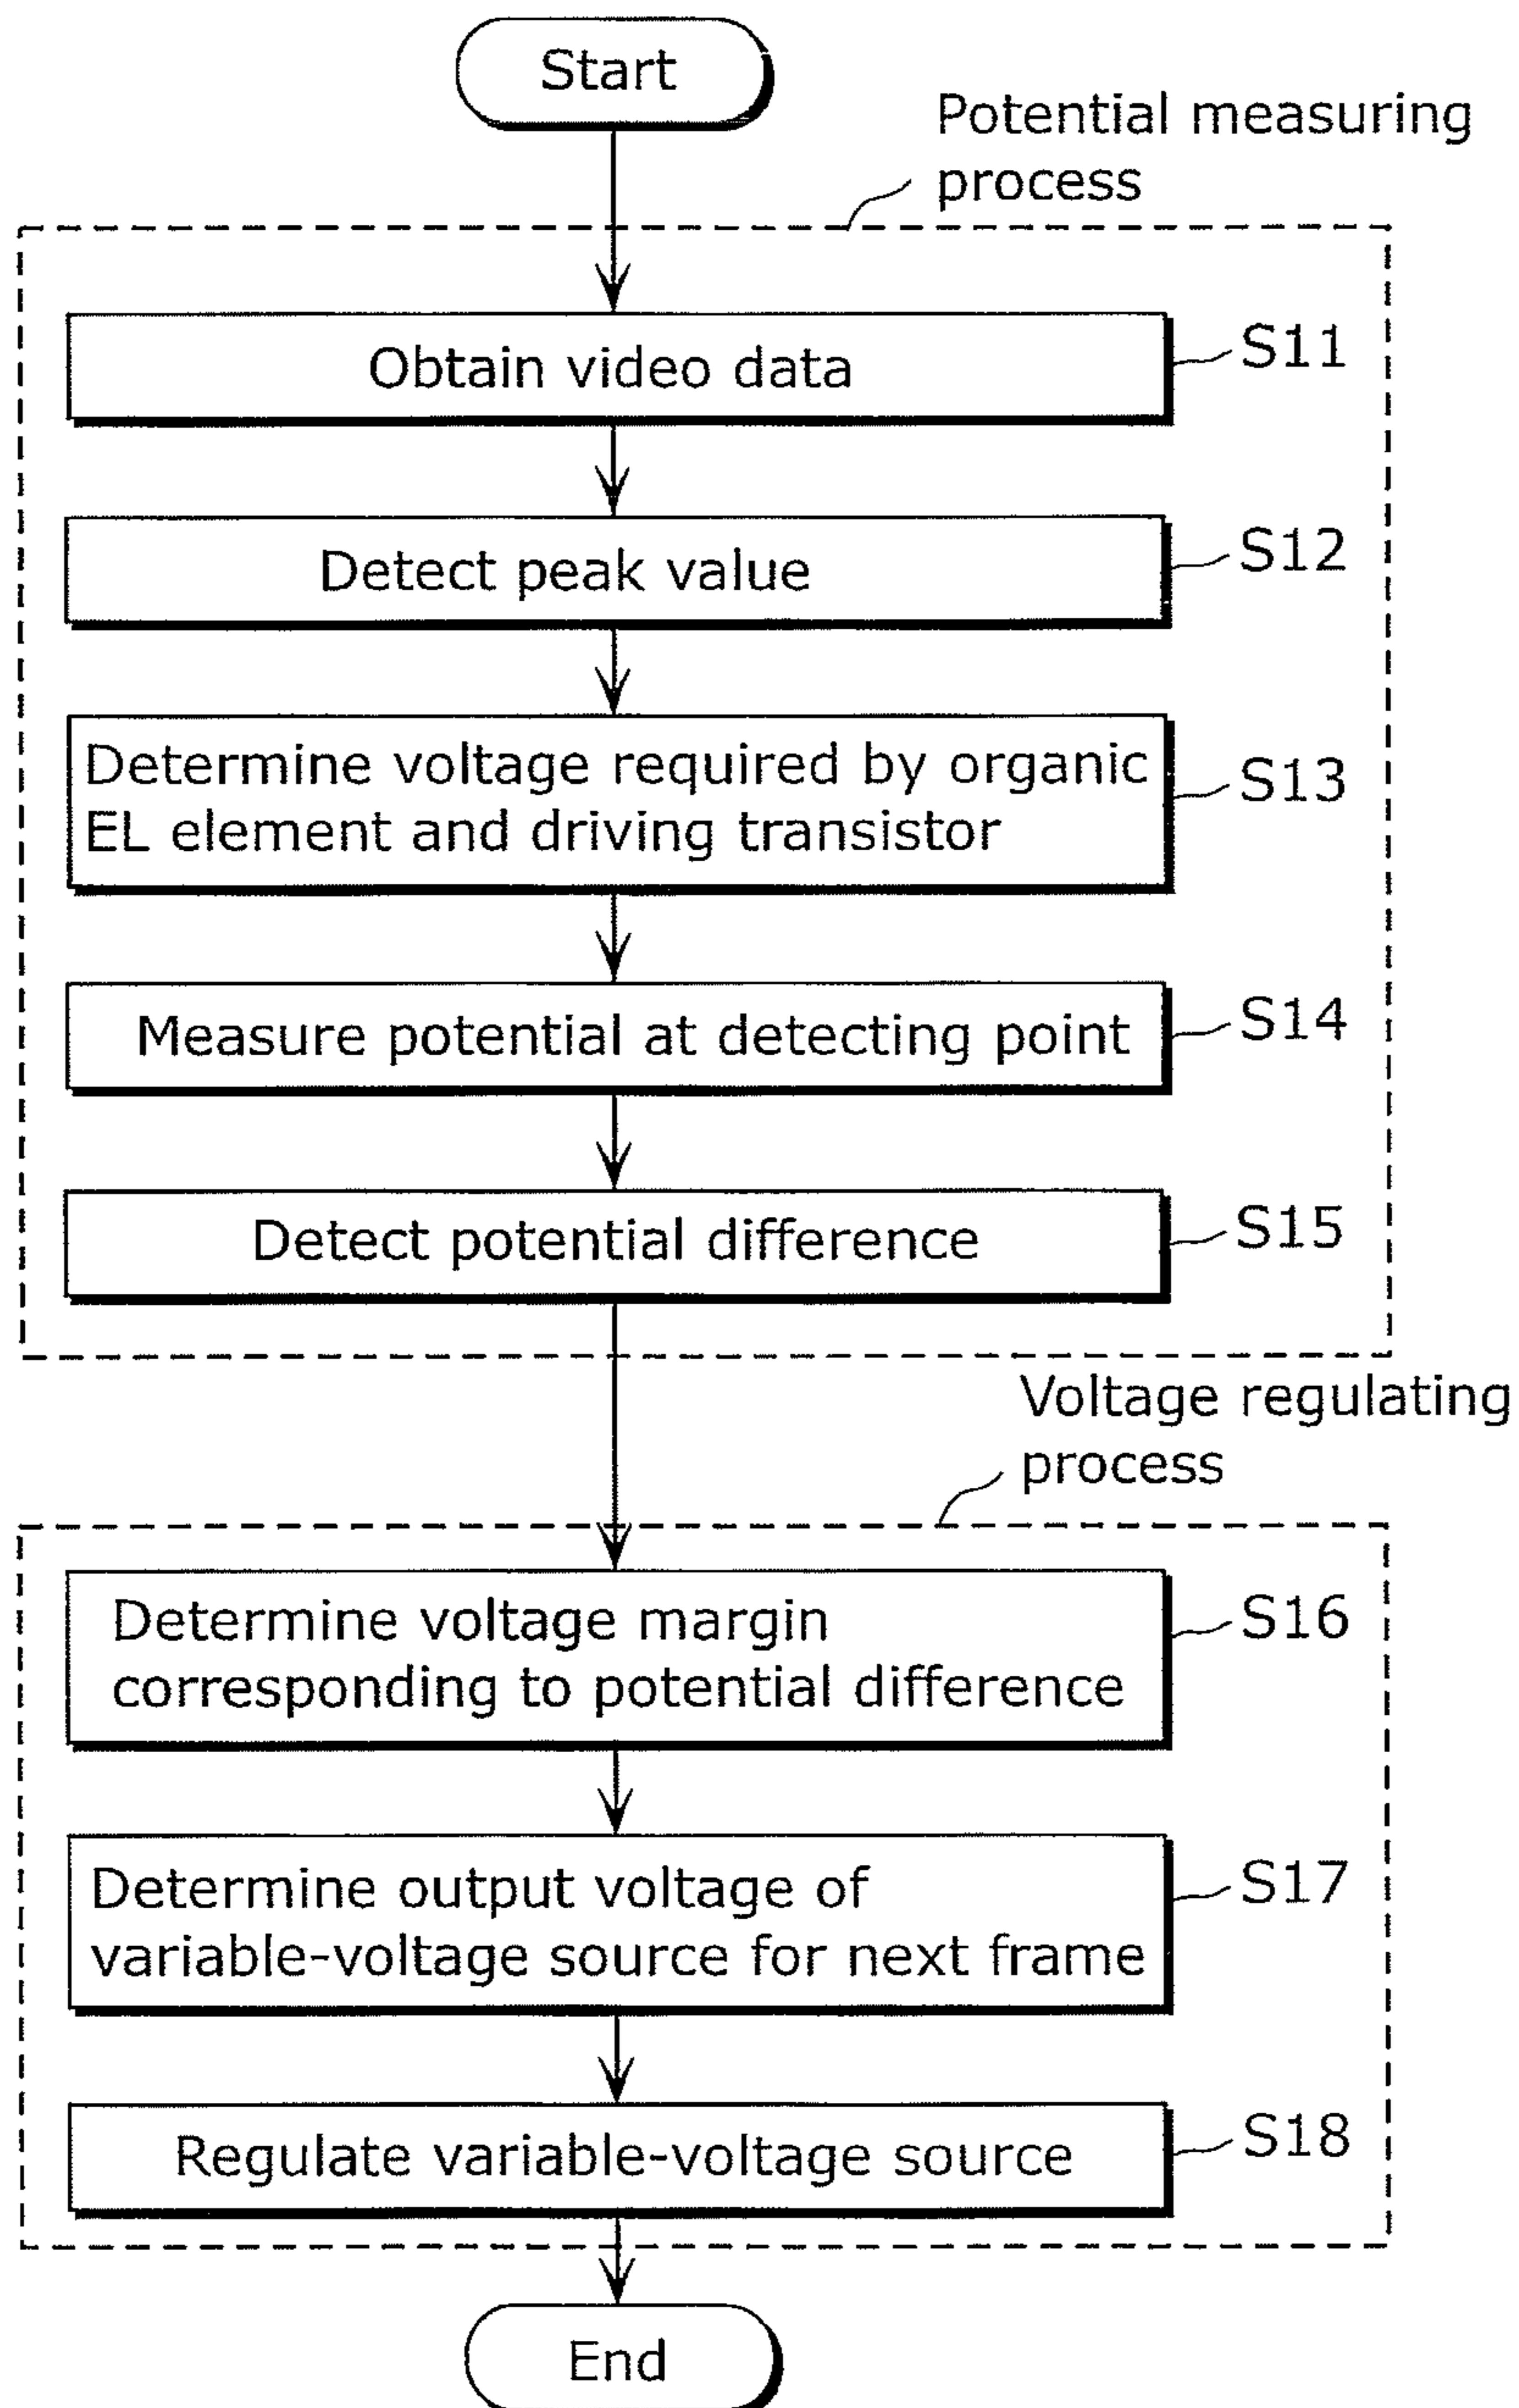 Start
Potential measuring
process
Obtain video data
S11
Detect peak value
S12
Determine voltage required by organic
EL element and driving transistor
S13
Measure potential at detecting point
S14
Detect potential difference
S15
Voltage regulating
process
Determine voltage margin
corresponding to potential difference
S16
Determine output voltage of
variable-voltage source for next frame
S17
Regulate variable-voltage source
S18
End